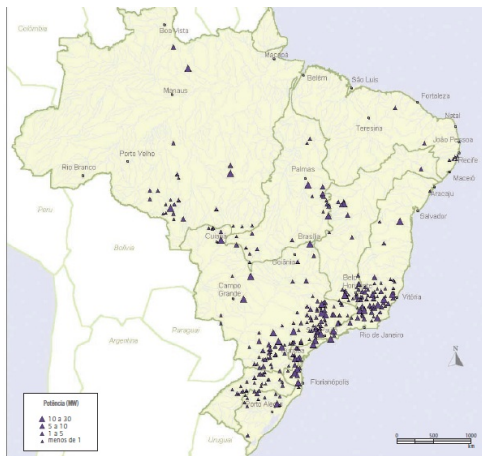 Colômbia
Boa Vista
Macapá
Belém
São Luis
Manaus
Fortaleza
Teresina
Natal
João Pessoa
Porto Velho
Recife
Rio Branco
Palmas
Maceió
Aracaju
Peru
Salvador
Cuiabá
Brasília
Bolívia
Goiânia
Belo
Horizonte
Campo
Grande
Vitória
Paraguai
Rio de Janeiro
Argentina
Florianópolis
Porto Alegre
Uruguai
Potência (MW)
10 a 30
5 a 10
1 a 5
menos de 1
0 500 1000
km